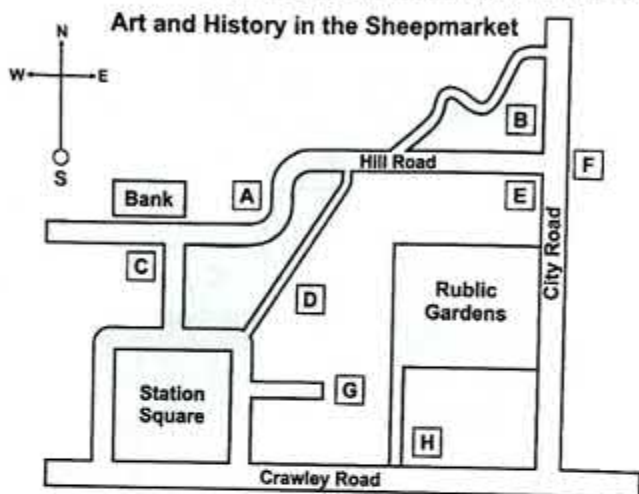 Art and History in the Sheepmarket
N
W E
S
B
Hill Road
F
A
E
Bank
C
City Road
D
Rublic
Gardens
G
Station
Square
H
Crawley Road